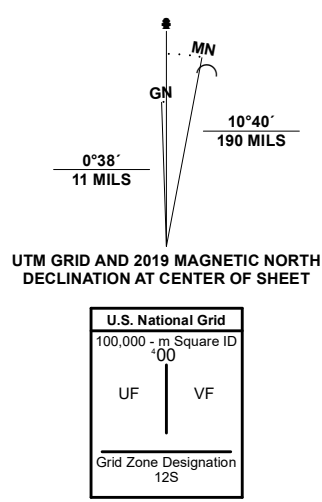 MN
GN
10°40´
190 MILS
0°38´
11 MILS
UTM GRID AND 2019 MAGNETIC NORTH
DECLINATION AT CENTER OF SHEET
U.S. National Grid
100,000 - m Square ID
⁴00
UF VF
Grid Zone Designation
12S